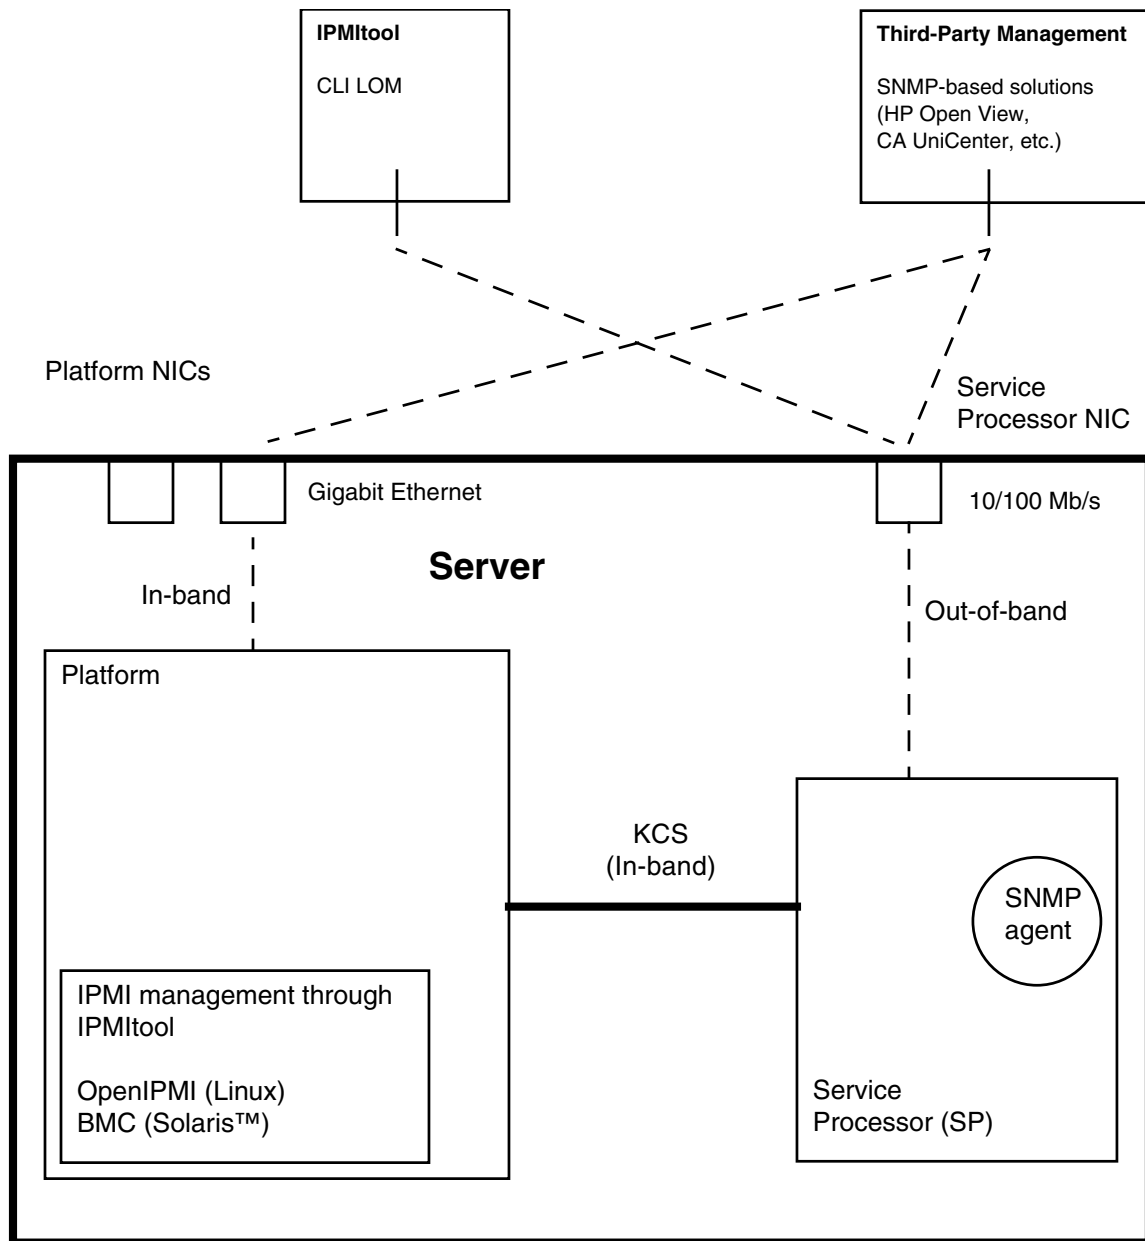 IPMItool
CLI LOM
Third-Party Management
SNMP-based solutions
(HP Open View,
CA UniCenter, etc.)
Platform NICs
Service
Processor NIC
Gigabit Ethernet
10/100 Mb/s
Server
In-band
Out-of-band
Platform
KCS
(In-band)
SNMP
agent
IPMI management through
IPMItool
OpenIPMI (Linux)
BMC (Solaris™)
Service
Processor (SP)